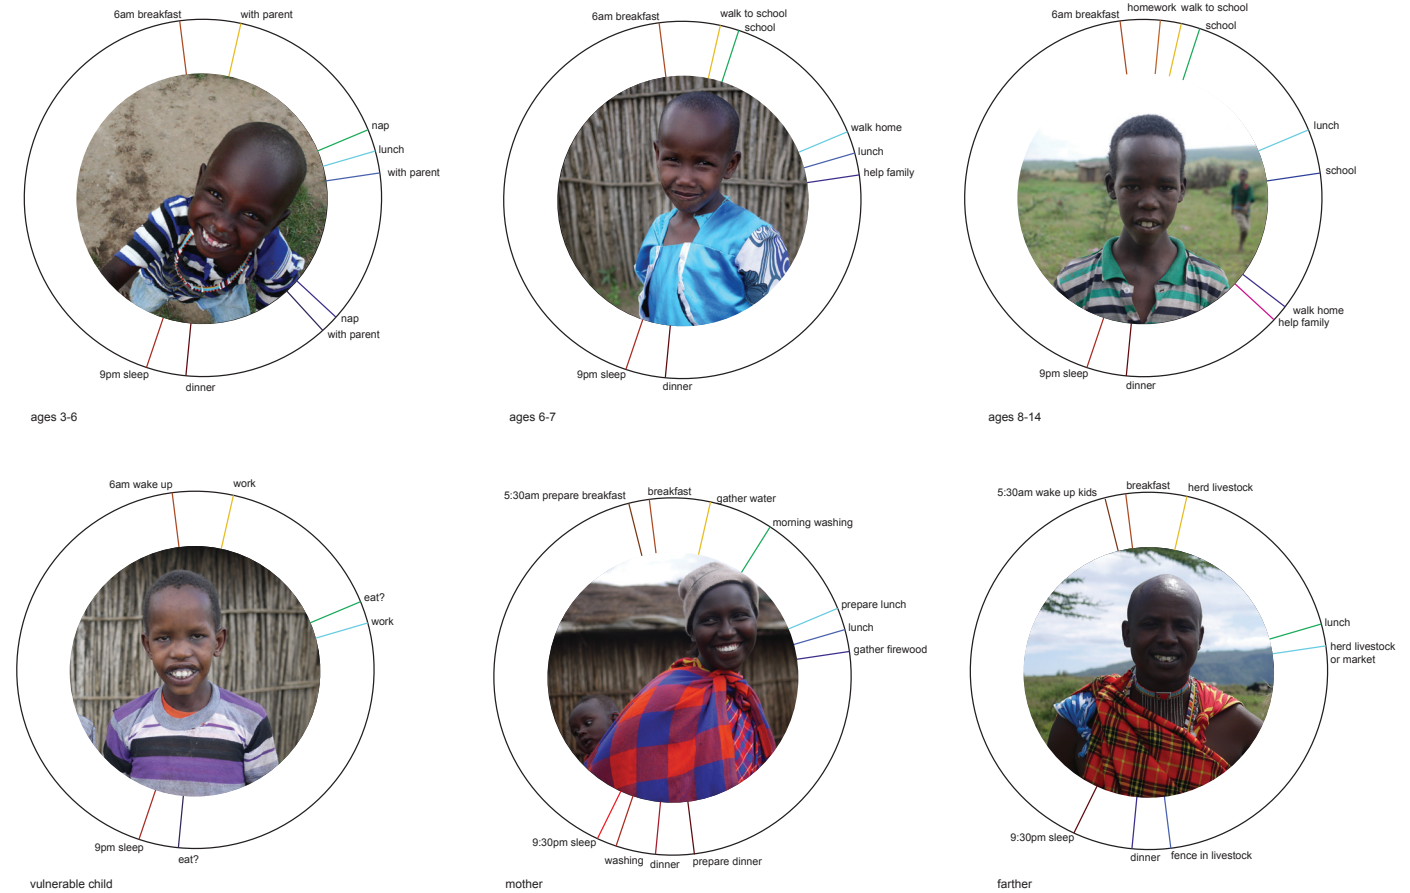 6am breakfast
with parent
nap
lunch
with parent
nap
with parent
dinner
9pm sleep
ages 3-6
6am breakfast
walk to school
school
walk home
lunch
help family
dinner
9pm sleep
ages 6-7
6am breakfast
homework
walk to school
school
lunch
school
walk home
help family
dinner
9pm sleep
ages 8-14
6am wake up
work
eat?
work
eat?
9pm sleep
vulnerable child
5:30am prepare breakfast
breakfast
gather water
morning washing
prepare lunch
lunch
gather firewood
prepare dinner
dinner
washing
9:30pm sleep
mother
5:30am wake up kids
breakfast
herd livestock
lunch
herd livestock
or market
fence in livestock
dinner
9:30pm sleep
farther